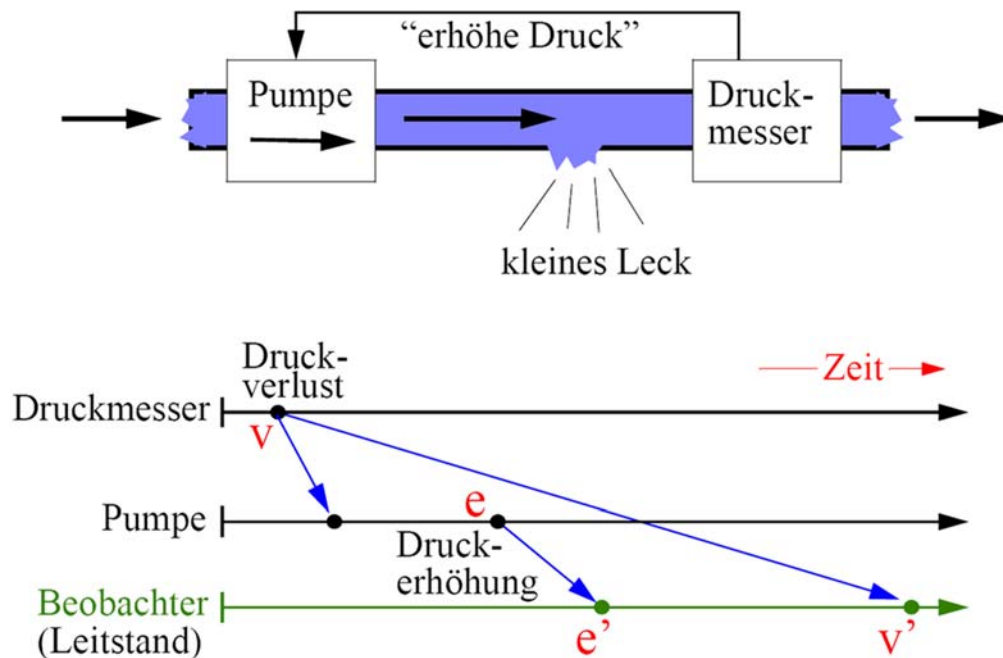 “erhöhe Druck”
Pumpe
Druck-
messer
kleines Leck
Druck-
verlust
Zeit
Druckmesser
v
e
Pumpe
Druck-
erhöhung
Beobachter
(Leitstand)
e’
v’